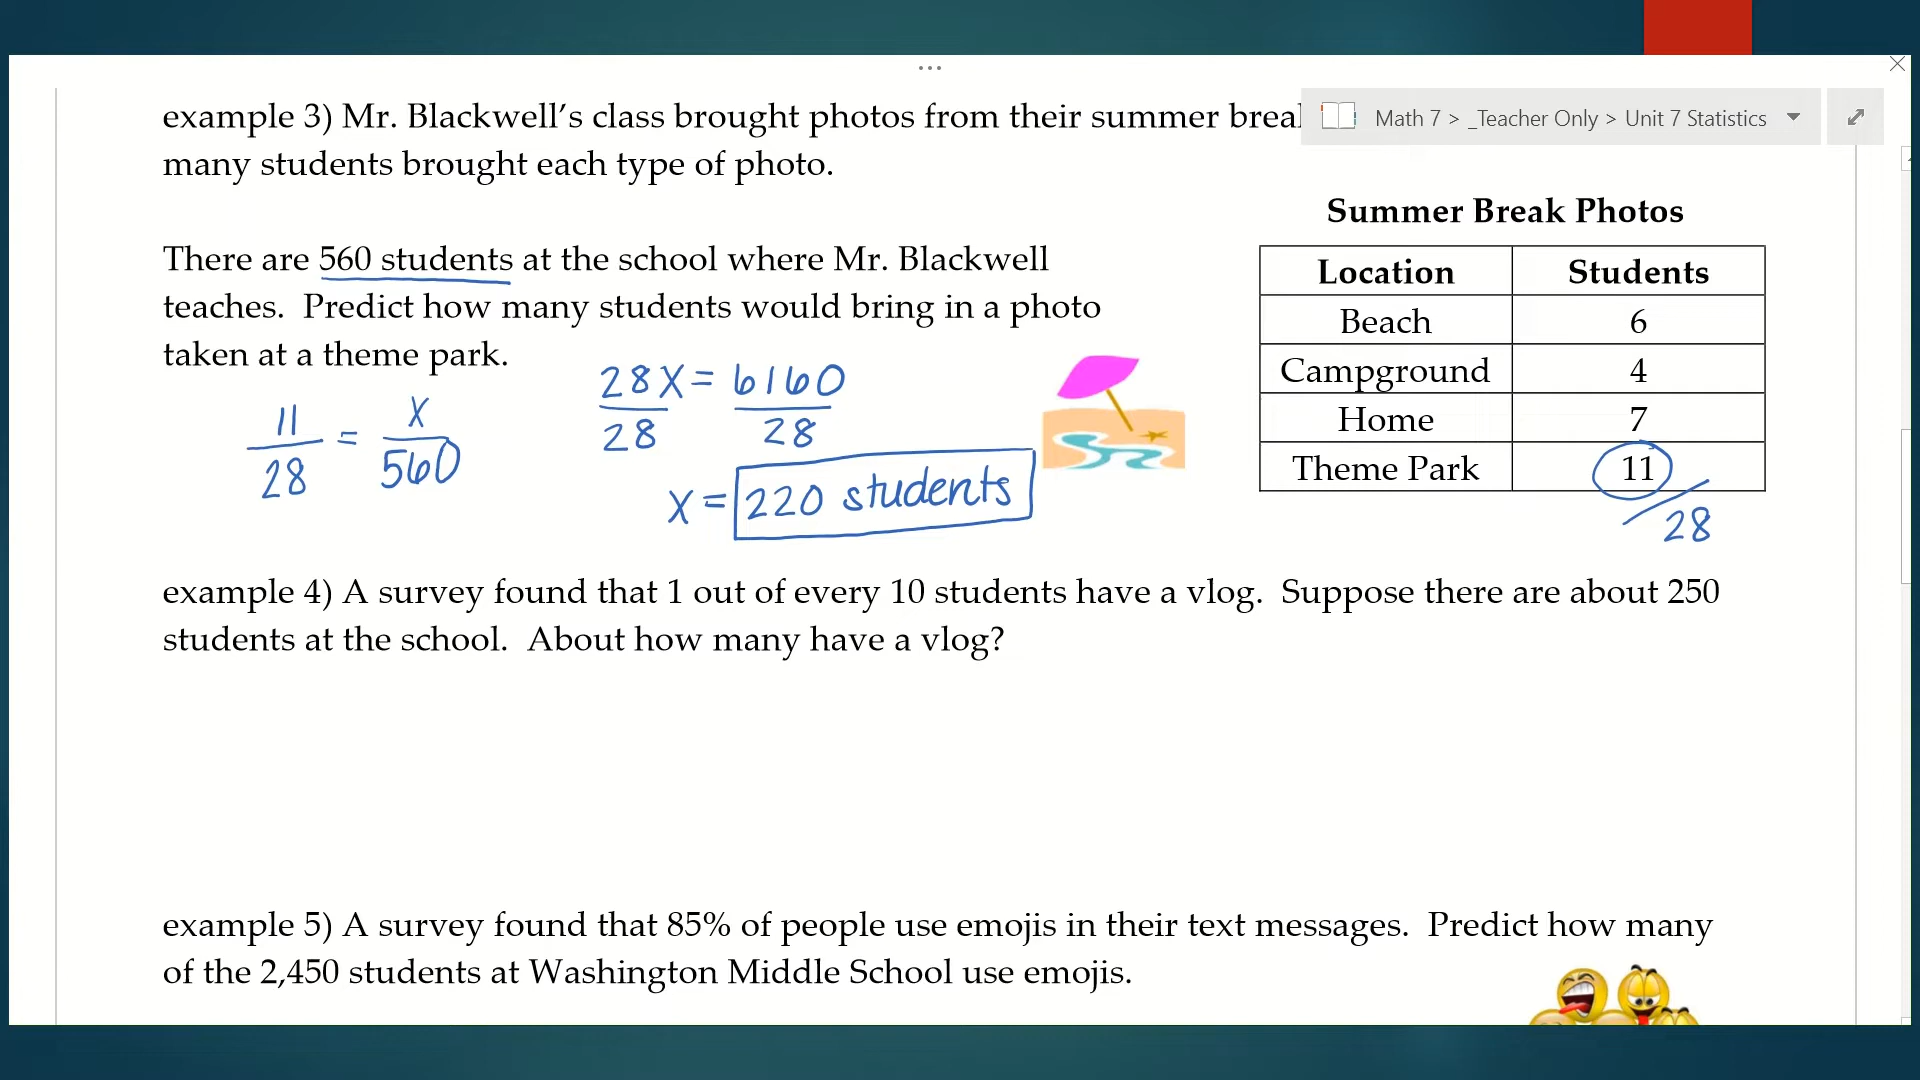 ...
example 3) Mr. Blackwell’s class brought photos from their summer
Math 7 > _Teacher Only > Unit 7 Statistics
many students brought each type of photo.
Summer Break Photos
There are 560 students at the school where Mr. Blackwell
teaches.  Predict how many students would bring in a photo
taken at a theme park.
Location Students
Beach 6
Campground 4
Home 7
Theme Park 11
/28
11/28 = x/560
28x = 6160
28 28
x = 220 students
example 4) A survey found that 1 out of every 10 students have a vlog.  Suppose there are about 250
students at the school.  About how many have a vlog?
example 5) A survey found that 85% of people use emojis in their text messages.  Predict how many
of the 2,450 students at Washington Middle School use emojis.